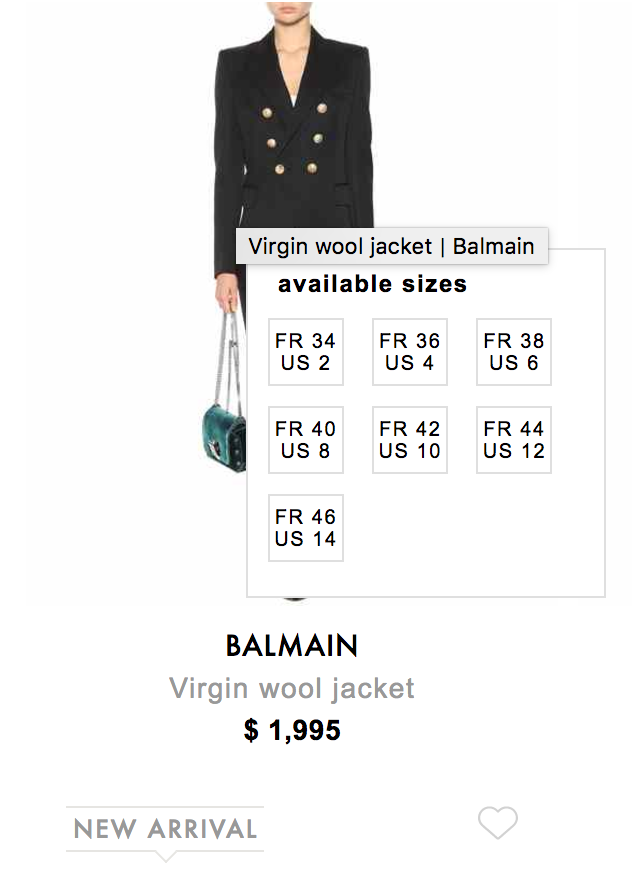 Virgin wool jacket | Balmain
available sizes
FR 34
US 2
FR 36
US 4
FR 38
US 6
FR 40
US 8
FR 42
US 10
FR 44
US 12
FR 46
US 14
BALMAIN
Virgin wool jacket
$ 1,995
NEW ARRIVAL